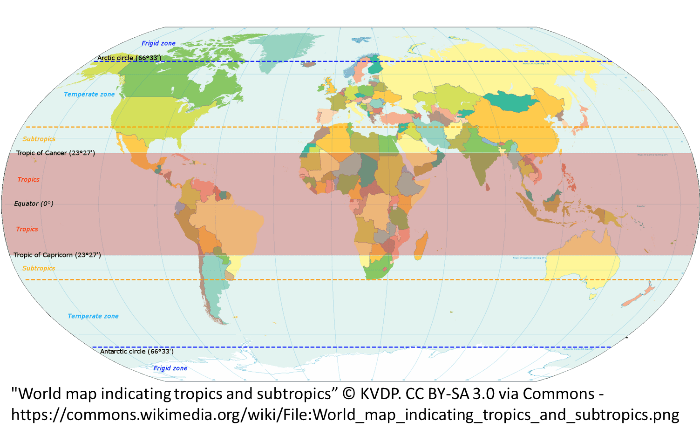 Frigid zone
Arctic circle (66°33')
Temperate zone
Subtropics
Tropic of Cancer (23°27')
Tropics
Equator (0°)
Tropics
Tropic of Capricorn (23°27')
Subtropics
Temperate zone
Antarctic circle (66°33')
Frigid zone
"World map indicating tropics and subtropics” © KVDP. CC BY-SA 3.0 via Commons -
https://commons.wikimedia.org/wiki/File:World_map_indicating_tropics_and_subtropics.png